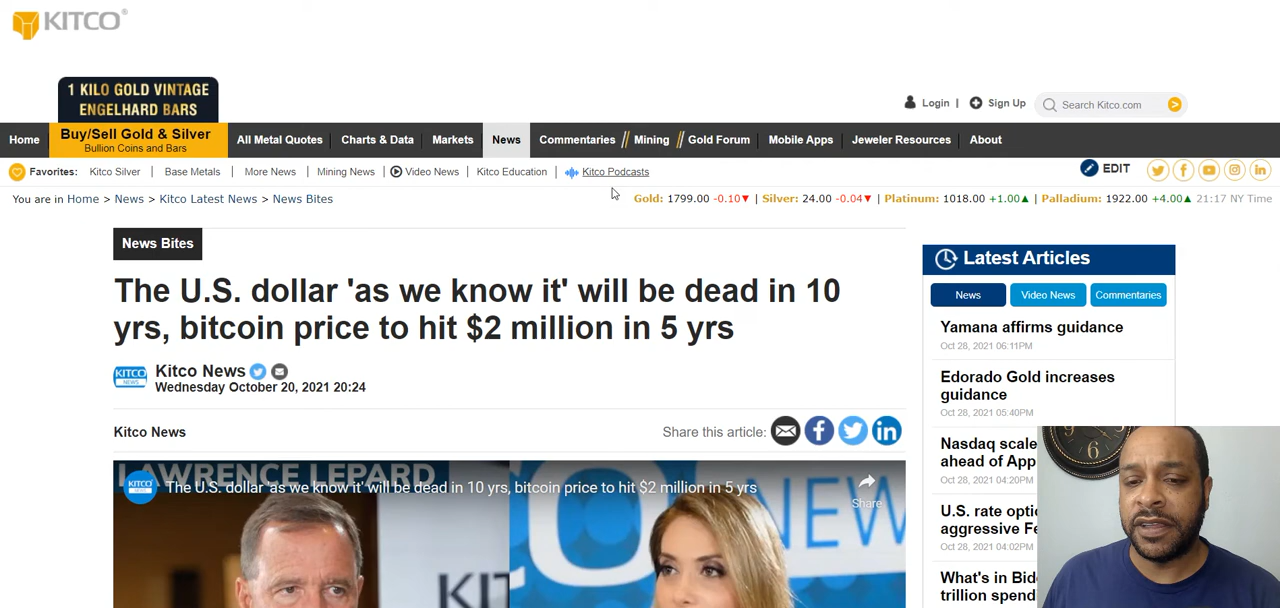 KITCO®
1 KILO GOLD VINTAGE
ENGELHARD BARS
Login | Sign Up Search Kitco.com
Home Buy/Sell Gold & Silver All Metal Quotes Charts & Data Markets News Commentaries // Mining // Gold Forum Mobile Apps Jeweler Resources About
Bullion Coins and Bars
Favorites: Kitco Silver | Base Metals | More News | Mining News | Video News | Kitco Education | Kitco Podcasts
EDIT
You are in Home > News > Kitco Latest News > News Bites
Gold: 1799.00 -0.10▼ | Silver: 24.00 -0.04▼ | Platinum: 1018.00 +1.00▲ | Palladium: 1922.00 +4.00▲ 21:17 NY Time
News Bites
The U.S. dollar 'as we know it' will be dead in 10
yrs, bitcoin price to hit $2 million in 5 yrs
KITCO
NEWS
Kitco News
Wednesday October 20, 2021 20:24
Kitco News
Share this article:
LAWRENCE LEPARD
KITCO
NEWS
The U.S. dollar 'as we know it' will be dead in 10 yrs, bitcoin price to hit $2 million in 5 yrs
Share
Latest Articles
News Video News Commentaries
Yamana affirms guidance
Oct 28, 2021 06:11PM
Edorado Gold increases
guidance
Oct 28, 2021 05:40PM
Nasdaq scale
ahead of App
Oct 28, 2021 04:20PM
U.S. rate optio
aggressive Fe
Oct 28, 2021 04:02PM
What's in Bid
trillion spend